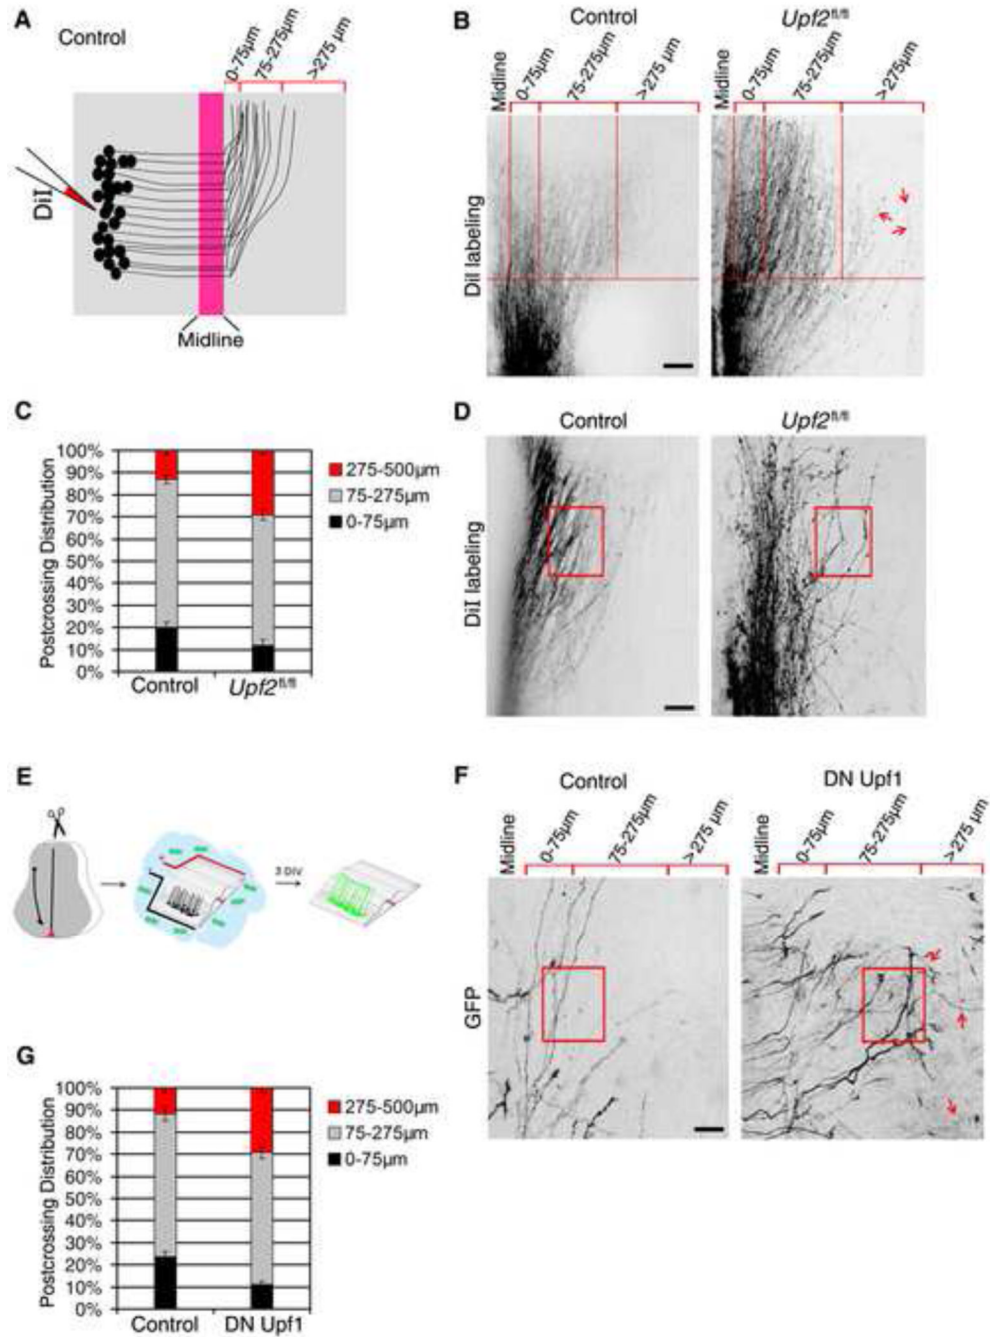 A
Control
0-75µm
75-275µm
>275 µm
DiI
Midline
B
Control
Upf2fl/fl
Midline
0-75µm
75-275µm
>275µm
Midline
0-75µm
75-275µm
>275µm
DiI labeling
C
100%
90%
80%
70%
60%
50%
40%
30%
20%
10%
0%
Postcrossing Distribution
275-500µm
75-275µm
0-75µm
Control
Upf2fl/fl
D
Control
Upf2fl/fl
DiI labeling
E
3 DIV
F
Control
DN Upf1
Midline
0-75µm
75-275µm
>275 µm
Midline
0-75µm
75-275µm
>275 µm
GFP
G
100%
90%
80%
70%
60%
50%
40%
30%
20%
10%
0%
Postcrossing Distribution
275-500µm
75-275µm
0-75µm
Control
DN Upf1